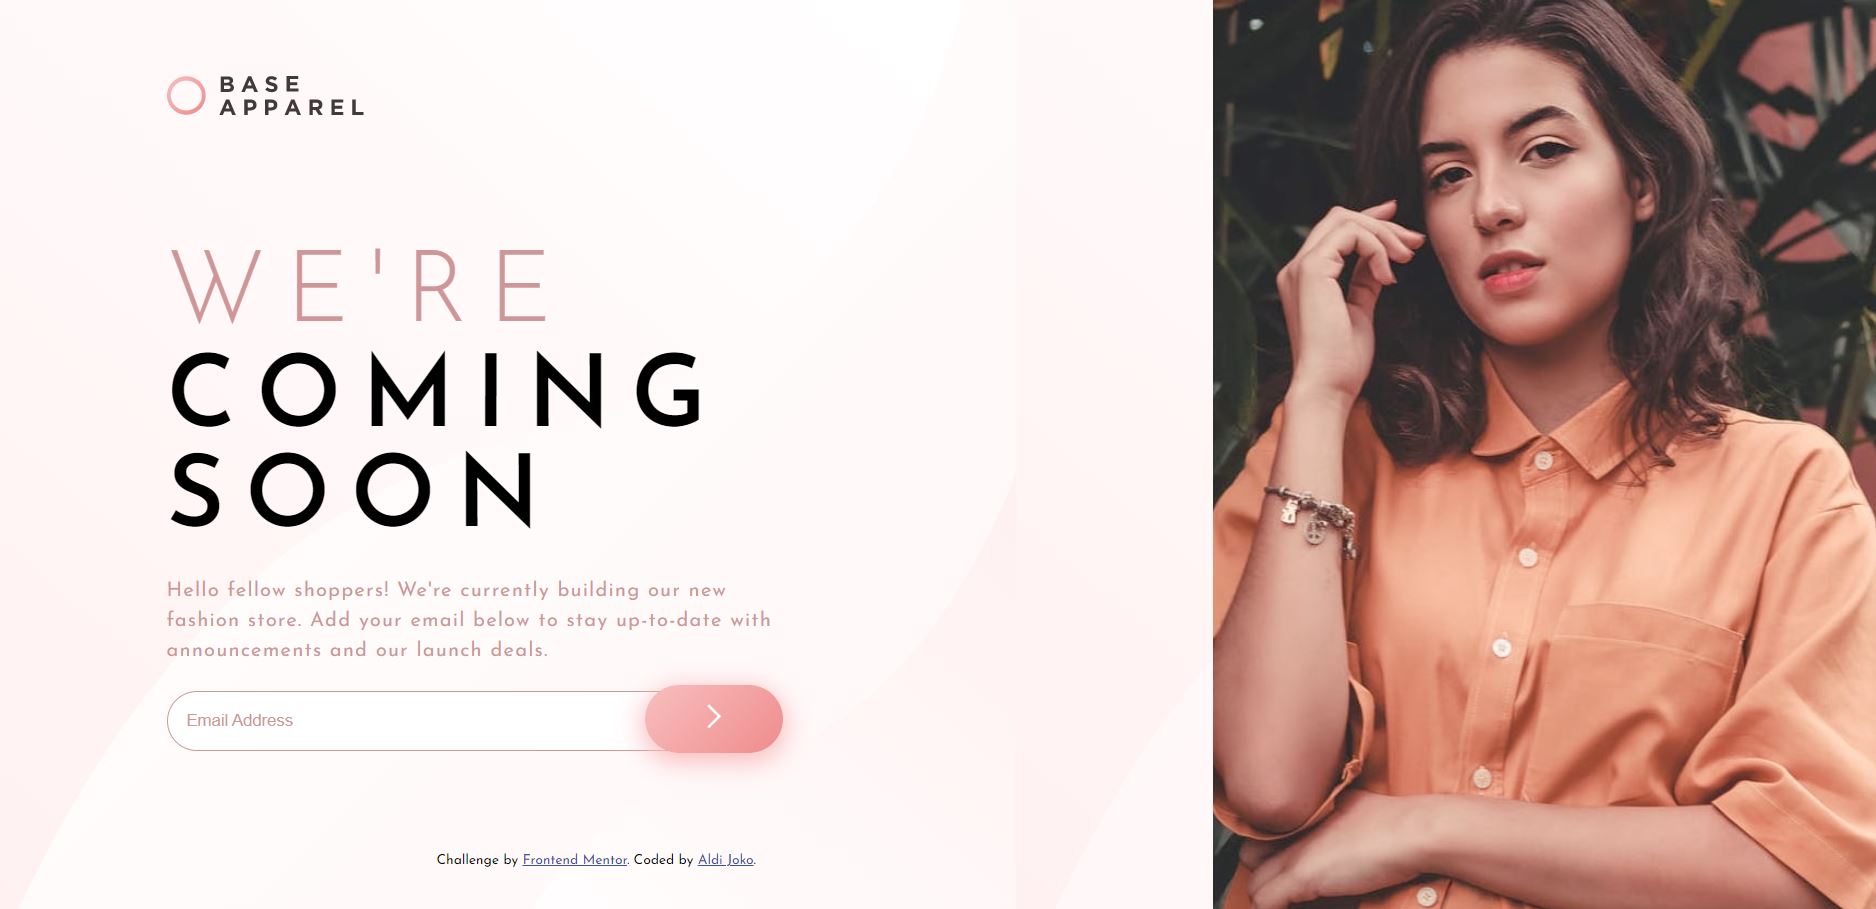 BASE
APPAREL
WE'RE
COMING
SOON
Hello fellow shoppers! We're currently building our new
fashion store. Add your email below to stay up-to-date with
announcements and our launch deals.
Email Address
Challenge by Frontend Mentor. Coded by Aldi Joko.